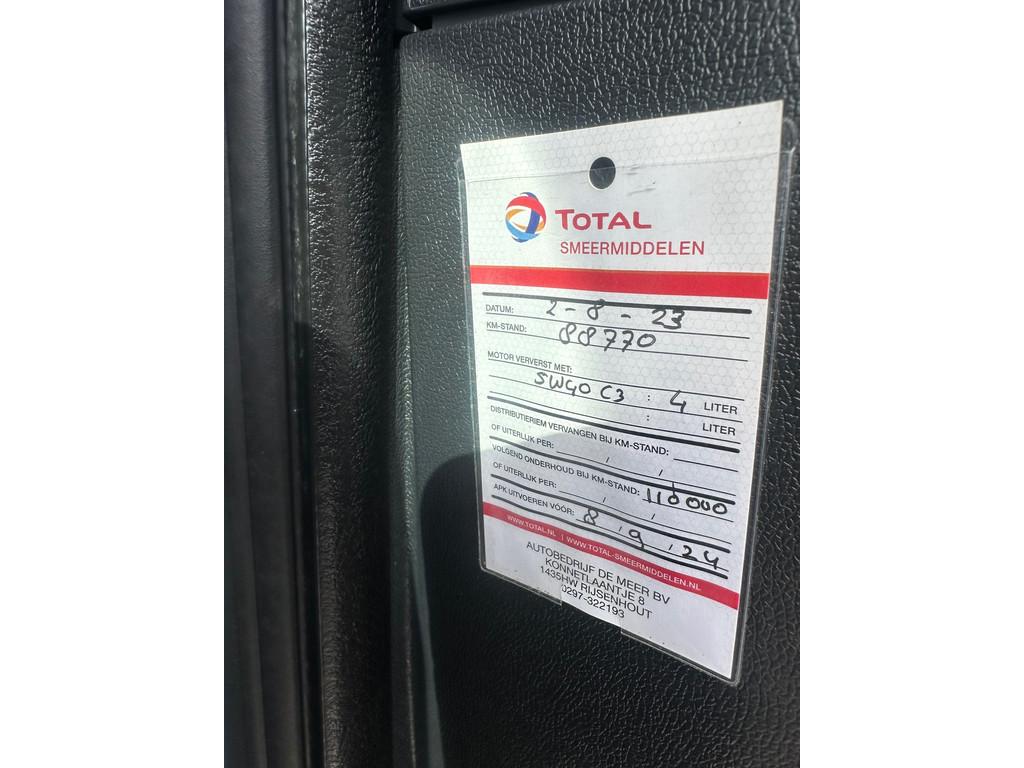 TOTAL
SMEERMIDDELEN
DATUM: 2-8-23
KM-STAND: 88770
MOTOR VERVERST MET:
5W40 C3 : 4 LITER
: LITER
DISTRIBUTIERIEM VERVANGEN BIJ KM-STAND:
OF UITERLIJK PER: / /
VOLGEND ONDERHOUD BIJ KM-STAND: 110000
OF UITERLIJK PER: / /
APK UITVOEREN VÓÓR: 8 / 9 / 24
WWW.TOTAL.NL | WWW.TOTAL-SMEERMIDDELEN.NL
AUTOBEDRIJF DE MEER BV
KONNETLAANTJE 8
1435HW RIJSENHOUT
0297-322193